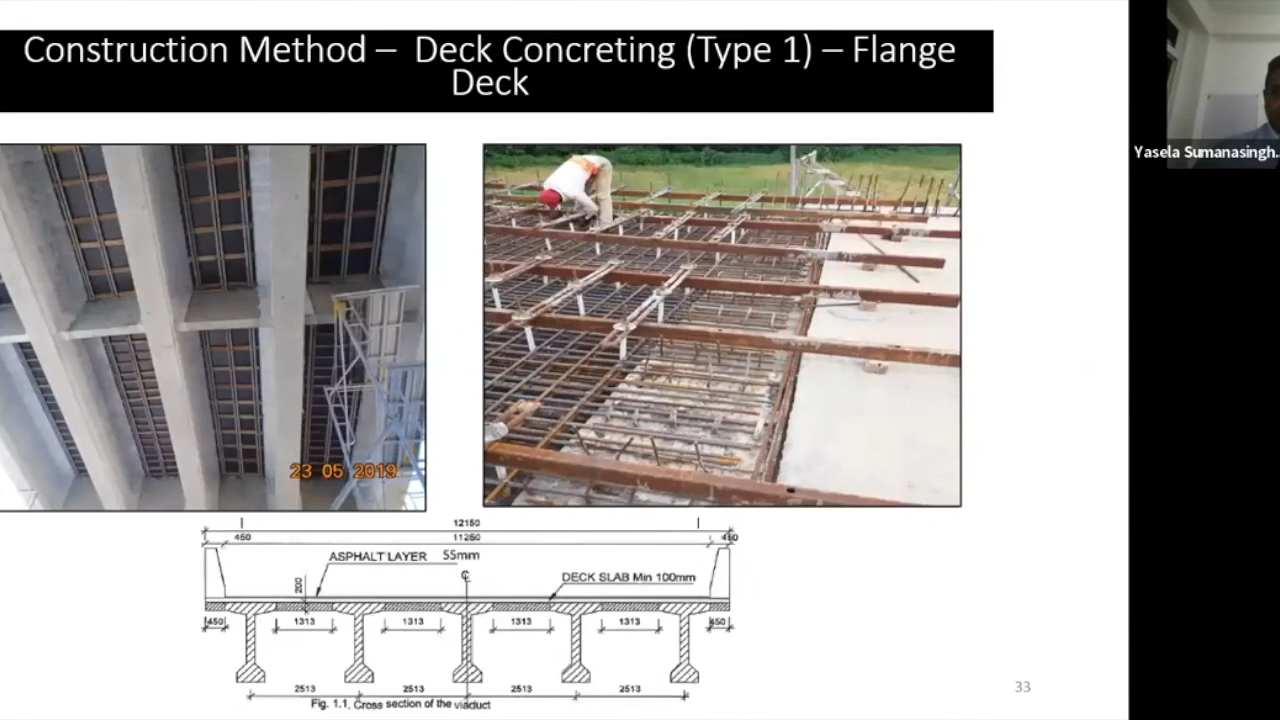 Construction Method – Deck Concreting (Type 1) – Flange
Deck
Yasela Sumanasingh...
23 05 2019
12150
450 11250 450
ASPHALT LAYER 55mm
DECK SLAB Min 100mm
200
450 1313 1313 1313 1313 450
2513 2513 2513 2513
Fig. 1.1. Cross section of the viaduct
33